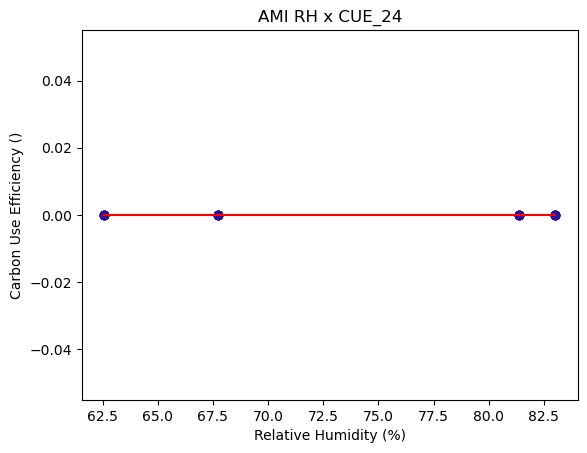 AMI RH x CUE_24
Carbon Use Efficiency ()
0.04
0.02
0.00
−0.02
−0.04
62.5 65.0 67.5 70.0 72.5 75.0 77.5 80.0 82.5
Relative Humidity (%)